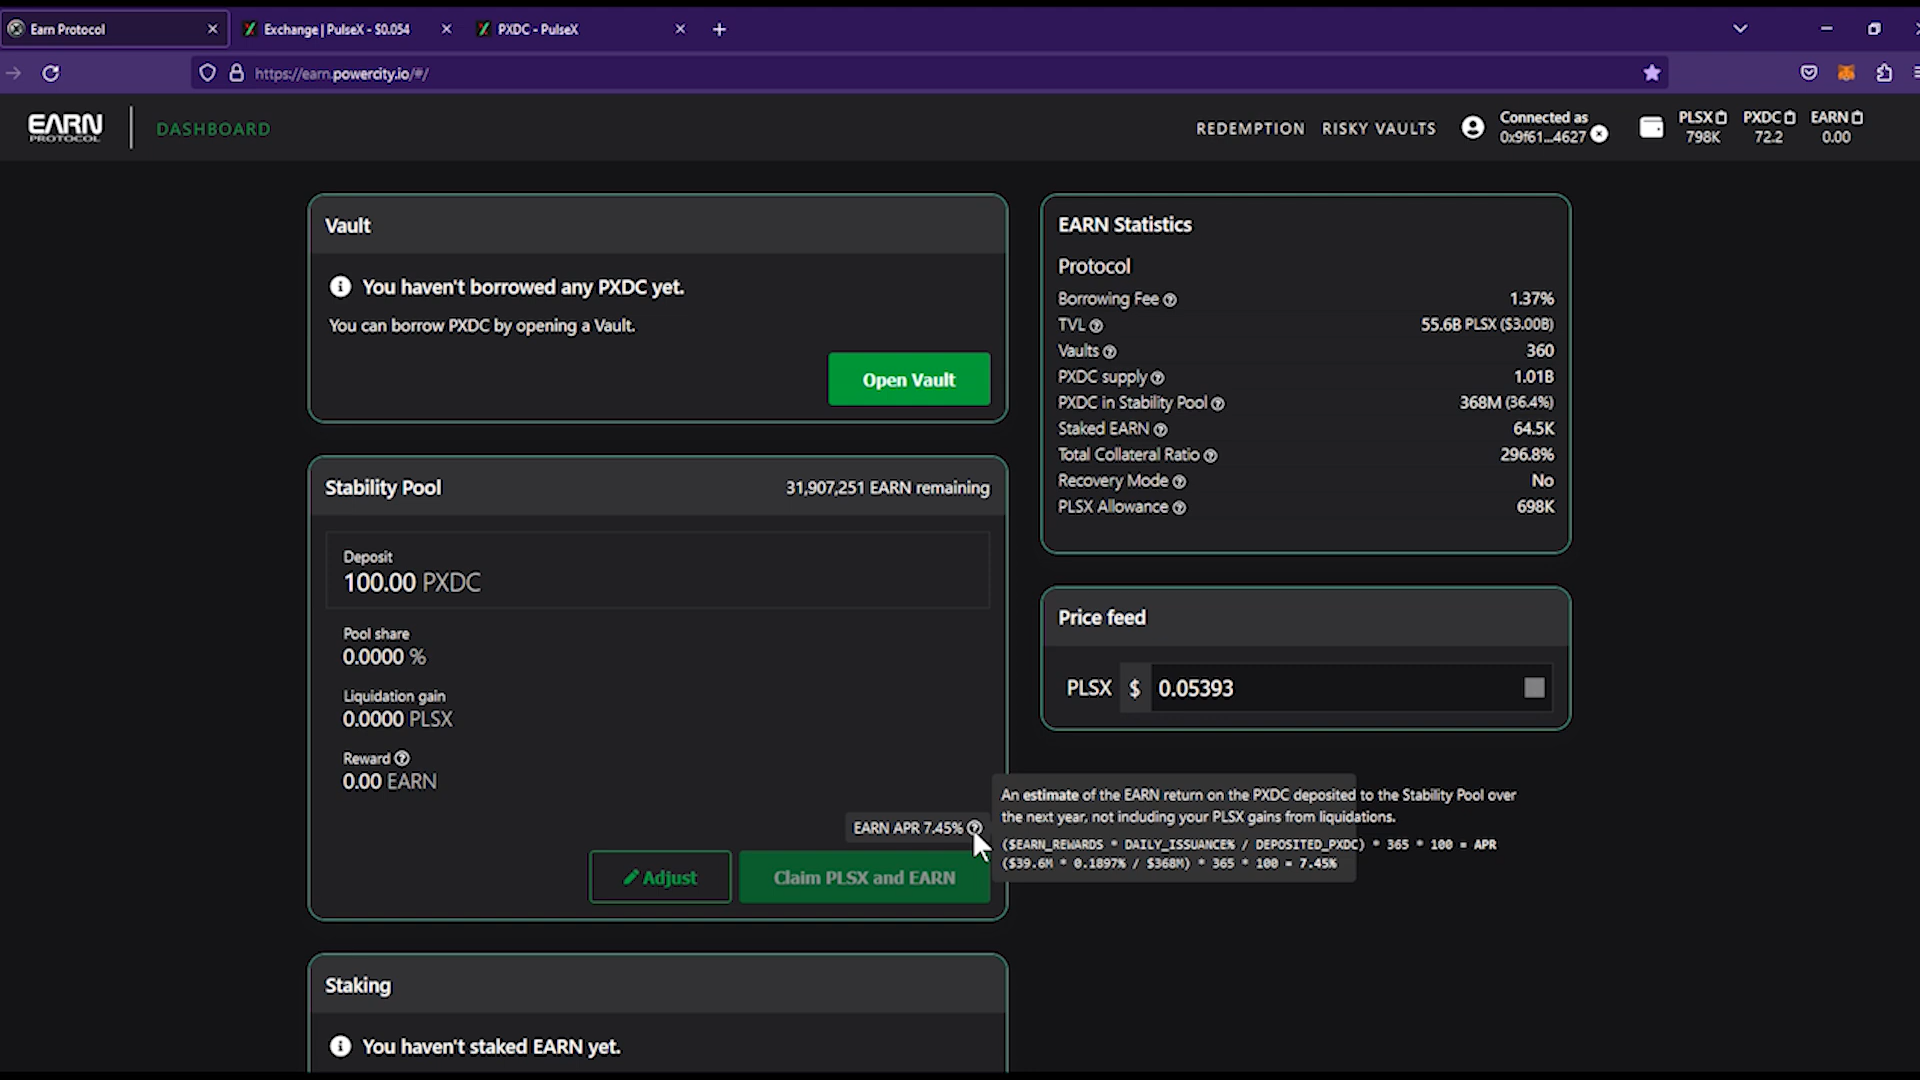 Earn Protocol
Exchange | PulseX - $0.054
PXDC - PulseX
https://earn.powercity.io/#/
EARN
PROTOCOL
DASHBOARD
REDEMPTION
RISKY VAULTS
Connected as
0x9f61...4627
PLSX
798K
PXDC
72.2
EARN
0.00
Vault
You haven't borrowed any PXDC yet.
You can borrow PXDC by opening a Vault.
Open Vault
Stability Pool
31,907,251 EARN remaining
Deposit
100.00 PXDC
Pool share
0.0000 %
Liquidation gain
0.0000 PLSX
Reward
0.00 EARN
EARN APR 7.45%
Adjust
Claim PLSX and EARN
Staking
You haven't staked EARN yet.
EARN Statistics
Protocol
Borrowing Fee 1.37%
TVL 55.6B PLSX ($3.00B)
Vaults 360
PXDC supply 1.01B
PXDC in Stability Pool 368M (36.4%)
Staked EARN 64.5K
Total Collateral Ratio 296.8%
Recovery Mode No
PLSX Allowance 698K
Price feed
PLSX $ 0.05393
An estimate of the EARN return on the PXDC deposited to the Stability Pool over
the next year, not including your PLSX gains from liquidations.
($EARN_REWARDS * DAILY_ISSUANCE% / DEPOSITED_PXDC) * 365 * 100 = APR
($39.6M * 0.1897% / $368M) * 365 * 100 = 7.45%